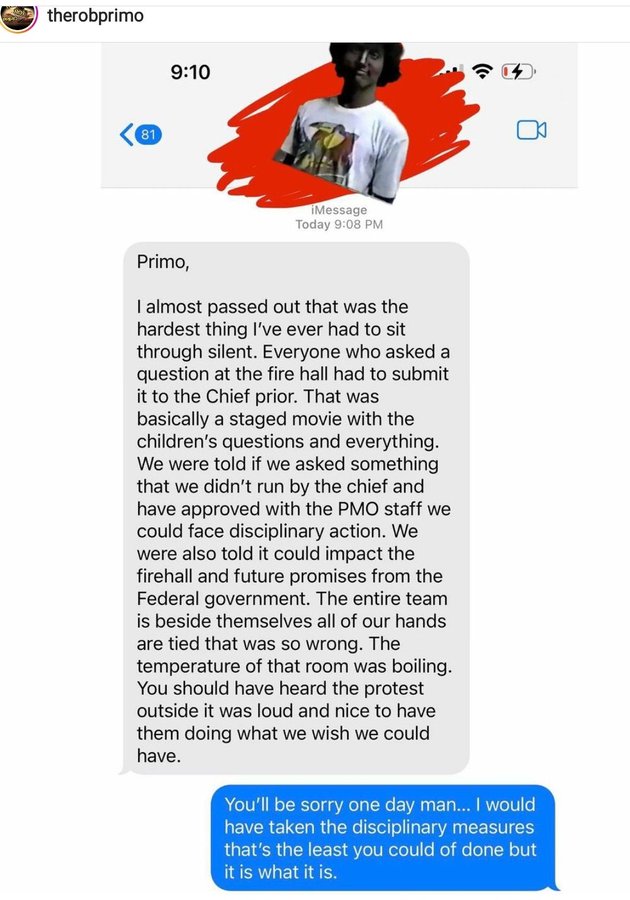 therobprimo
9:10
81
iMessage
Today 9:08 PM
Primo,
I almost passed out that was the
hardest thing I've ever had to sit
through silent. Everyone who asked a
question at the fire hall had to submit
it to the Chief prior. That was
basically a staged movie with the
children's questions and everything.
We were told if we asked something
that we didn't run by the chief and
have approved with the PMO staff we
could face disciplinary action. We
were also told it could impact the
firehall and future promises from the
Federal government. The entire team
is beside themselves all of our hands
are tied that was so wrong. The
temperature of that room was boiling.
You should have heard the protest
outside it was loud and nice to have
them doing what we wish we could
have.
You'll be sorry one day man... I would
have taken the disciplinary measures
that's the least you could of done but
it is what it is.